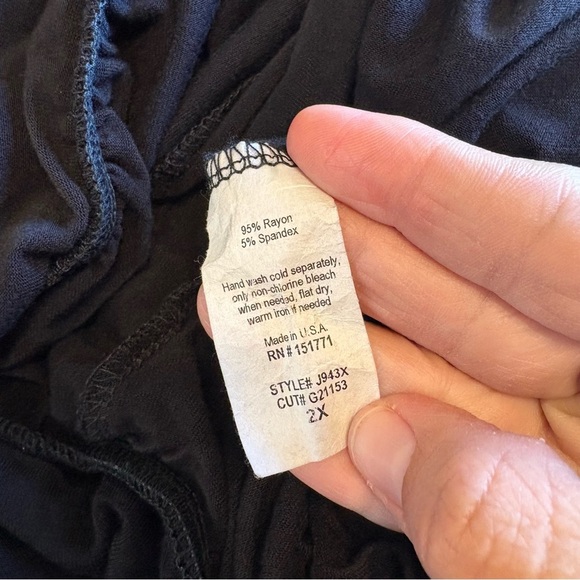 95% Rayon
5% Spandex
Hand wash cold separately,
only non-chlorine bleach
when needed, flat dry,
warm iron if needed
Made in U.S.A.
RN # 151771
STYLE# J943X
CUT# G21153
2X